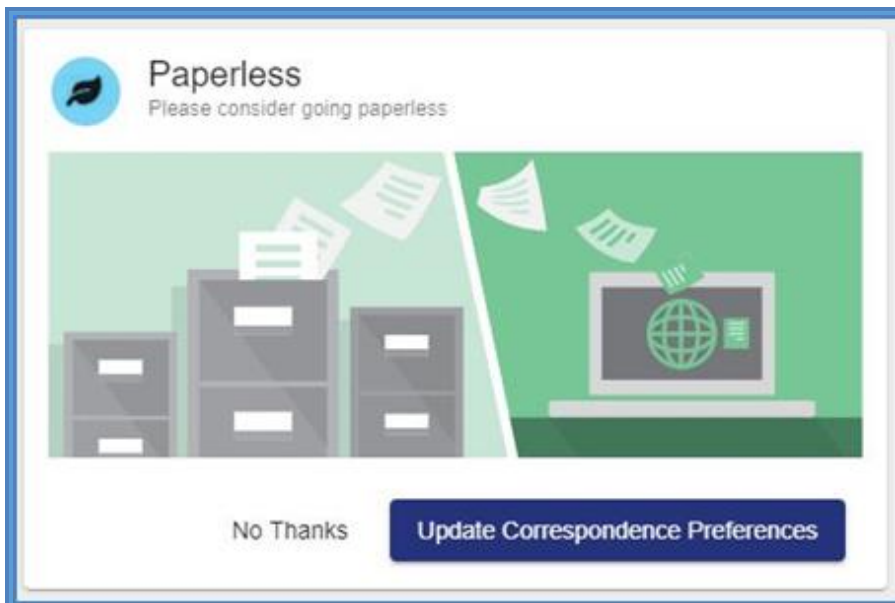 Paperless
Please consider going paperless
No Thanks
Update Correspondence Preferences